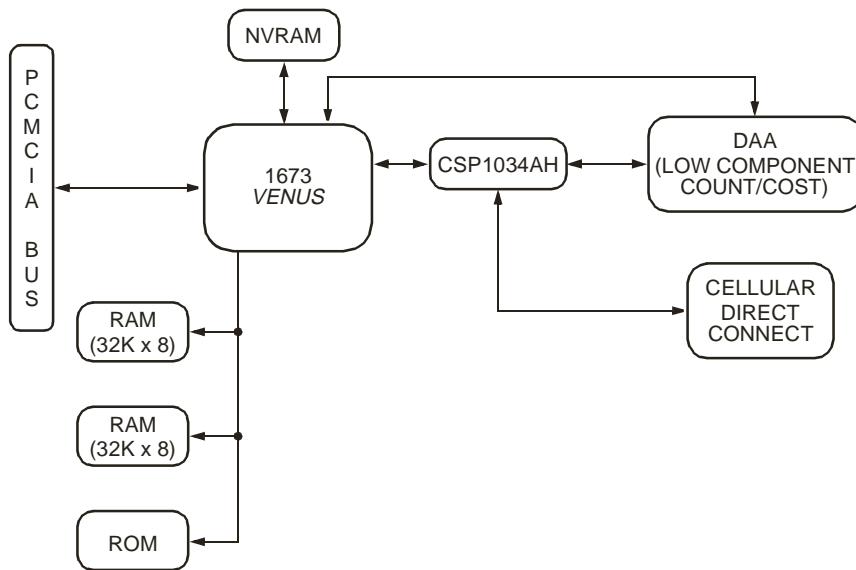 NVRAM
P
C
M
C
I
A
B
U
S
1673
VENUS
CSP1034AH
DAA
(LOW COMPONENT
COUNT/COST)
CELLULAR
DIRECT
CONNECT
RAM
(32K x 8)
RAM
(32K x 8)
ROM